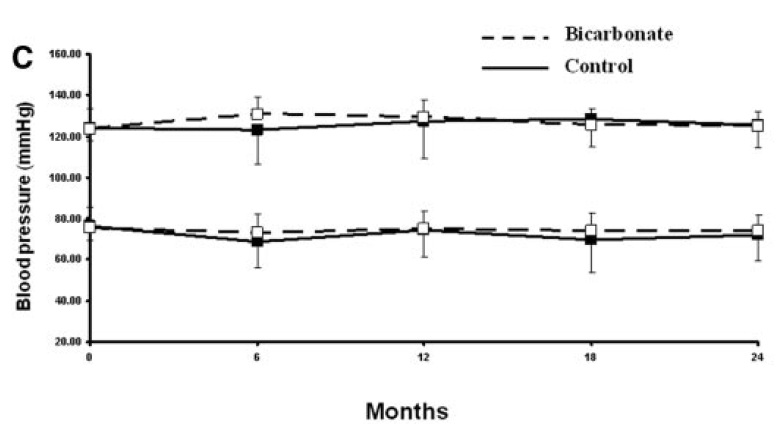 C
Bicarbonate
Control
Blood pressure (mmHg)
160.00
140.00
120.00
100.00
80.00
60.00
40.00
20.00
0 6 12 18 24
Months